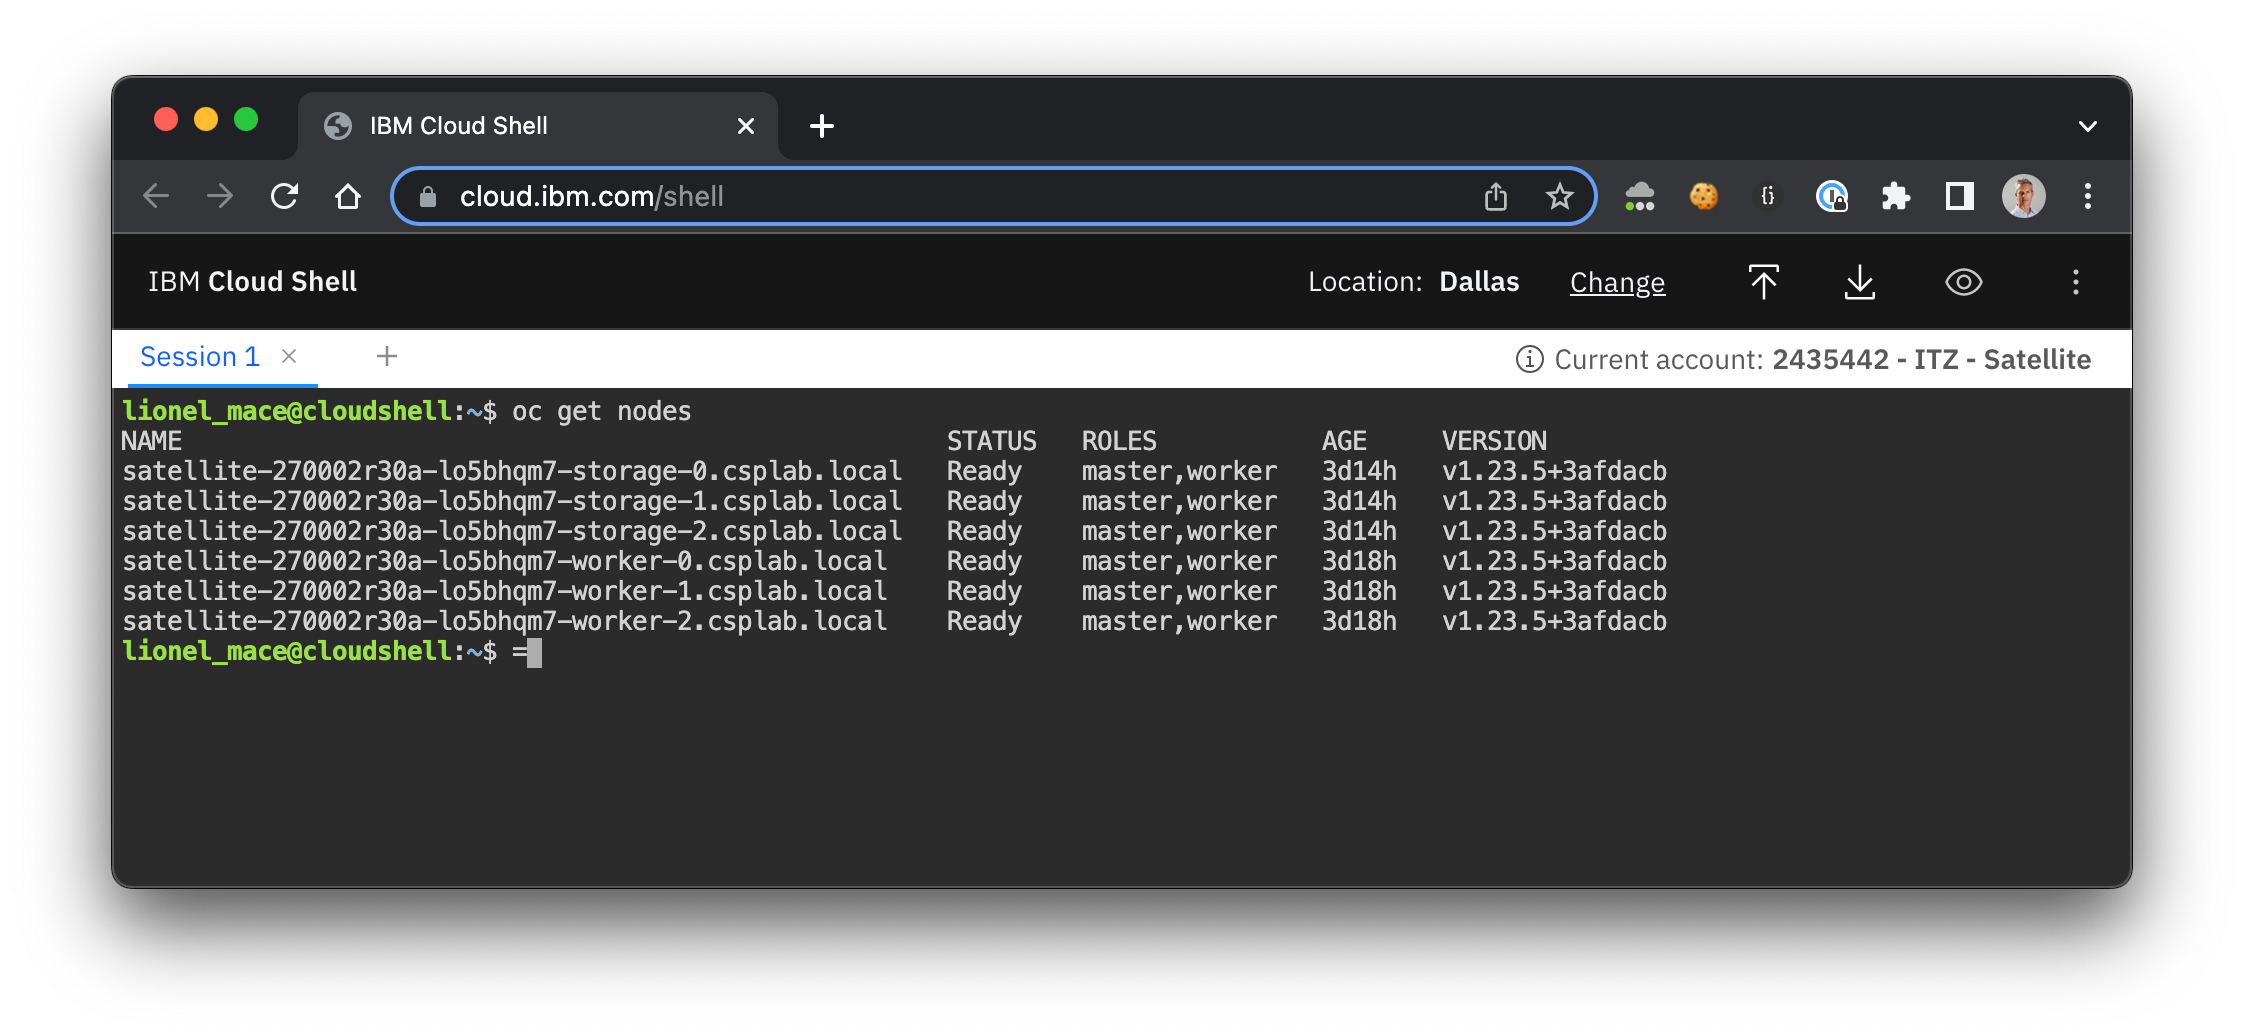 IBM Cloud Shell
cloud.ibm.com/shell
IBM Cloud Shell
Location: Dallas Change
Session 1
Current account: 2435442 - ITZ - Satellite
lionel_mace@cloudshell:~$ oc get nodes
NAME STATUS ROLES AGE VERSION
satellite-270002r30a-lo5bhqm7-storage-0.csplab.local Ready master,worker 3d14h v1.23.5+3afdacb
satellite-270002r30a-lo5bhqm7-storage-1.csplab.local Ready master,worker 3d14h v1.23.5+3afdacb
satellite-270002r30a-lo5bhqm7-storage-2.csplab.local Ready master,worker 3d14h v1.23.5+3afdacb
satellite-270002r30a-lo5bhqm7-worker-0.csplab.local Ready master,worker 3d18h v1.23.5+3afdacb
satellite-270002r30a-lo5bhqm7-worker-1.csplab.local Ready master,worker 3d18h v1.23.5+3afdacb
satellite-270002r30a-lo5bhqm7-worker-2.csplab.local Ready master,worker 3d18h v1.23.5+3afdacb
lionel_mace@cloudshell:~$ =